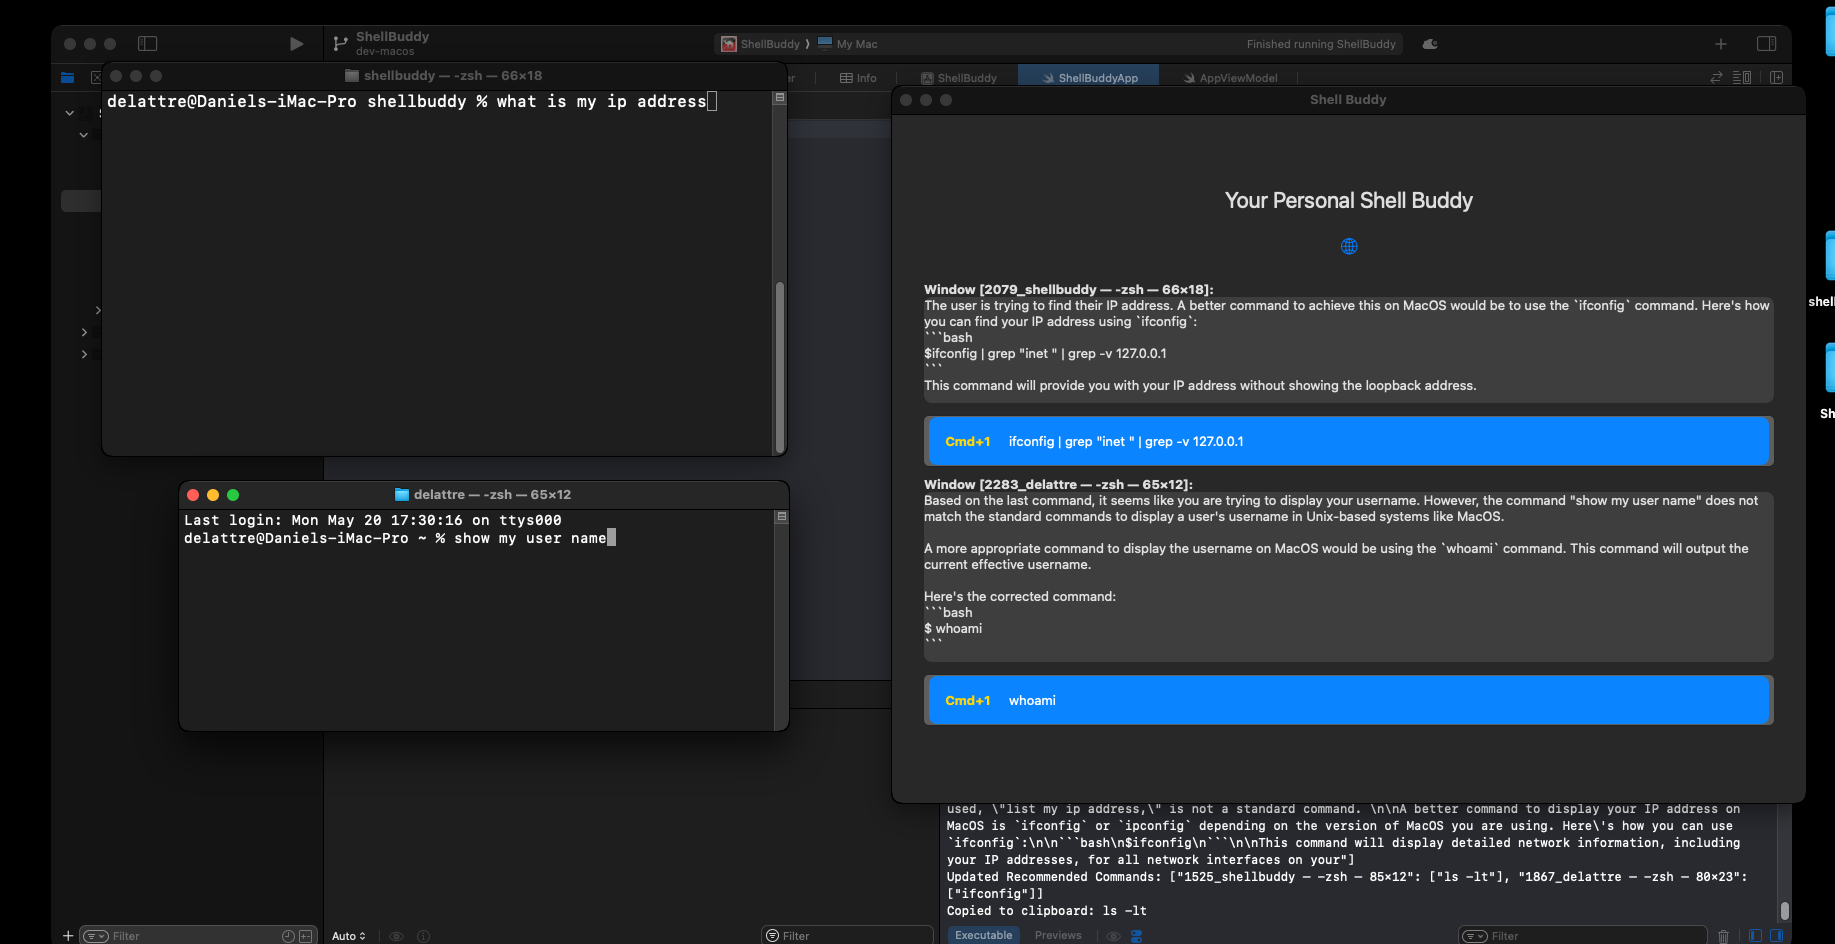 ShellBuddy
dev-macos
ShellBuddy ⟩ My Mac
Finished running ShellBuddy
er
Info
ShellBuddy
ShellBuddyApp
AppViewModel
shellbuddy — -zsh — 66×18
delattre@Daniels-iMac-Pro shellbuddy % what is my ip address
delattre — -zsh — 65×12
Last login: Mon May 20 17:30:16 on ttys000
delattre@Daniels-iMac-Pro ~ % show my user name
Shell Buddy
Your Personal Shell Buddy
Window [2079_shellbuddy — -zsh — 66×18]:
The user is trying to find their IP address. A better command to achieve this on MacOS would be to use the `ifconfig` command. Here's how
you can find your IP address using `ifconfig`:
```bash
$ifconfig | grep "inet " | grep -v 127.0.0.1
```
This command will provide you with your IP address without showing the loopback address.
Cmd+1 ifconfig | grep "inet " | grep -v 127.0.0.1
Window [2283_delattre — -zsh — 65×12]:
Based on the last command, it seems like you are trying to display your username. However, the command "show my user name" does not
match the standard commands to display a user's username in Unix-based systems like MacOS.
A more appropriate command to display the username on MacOS would be using the `whoami` command. This command will output the
current effective username.
Here's the corrected command:
```bash
$ whoami
```
Cmd+1 whoami
used, \"list my ip address,\" is not a standard command. \n\nA better command to display your IP address on
MacOS is `ifconfig` or `ipconfig` depending on the version of MacOS you are using. Here\'s how you can use
`ifconfig`:\n\n```bash\n$ifconfig\n```\n\nThis command will display detailed network information, including
your IP addresses, for all network interfaces on your"]
Updated Recommended Commands: ["1525_shellbuddy — -zsh — 85×12": ["ls -lt"], "1867_delattre — -zsh — 80×23":
["ifconfig"]]
Copied to clipboard: ls -lt
Filter
Auto
Filter
Executable
Previews
Filter
shell
Sh